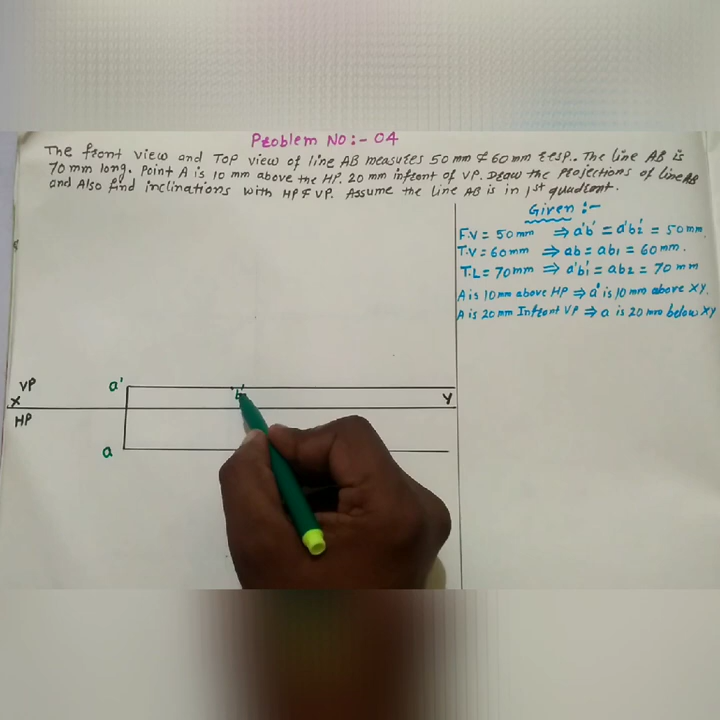 Problem NO:- 04
The front view and Top view of line AB measures 50 mm & 60 mm resp.. The line AB is
70 mm long. Point A is 10 mm above the HP. 20 mm infront of VP. Draw the Projections of line AB
and Also find inclinations with HP & VP. Assume the line AB is in 1st quadrent.
Given :-
F.V = 50 mm ⇒ a'b' = a'b2' = 50 mm.
T.V = 60 mm ⇒ ab = ab1 = 60 mm.
T.L = 70 mm ⇒ a'b1' = ab2 = 70 mm
A is 10 mm above HP ⇒ a' is 10 mm above XY.
A is 20 mm Infront VP ⇒ a is 20 mm below XY
VP a'
X Y
HP
a